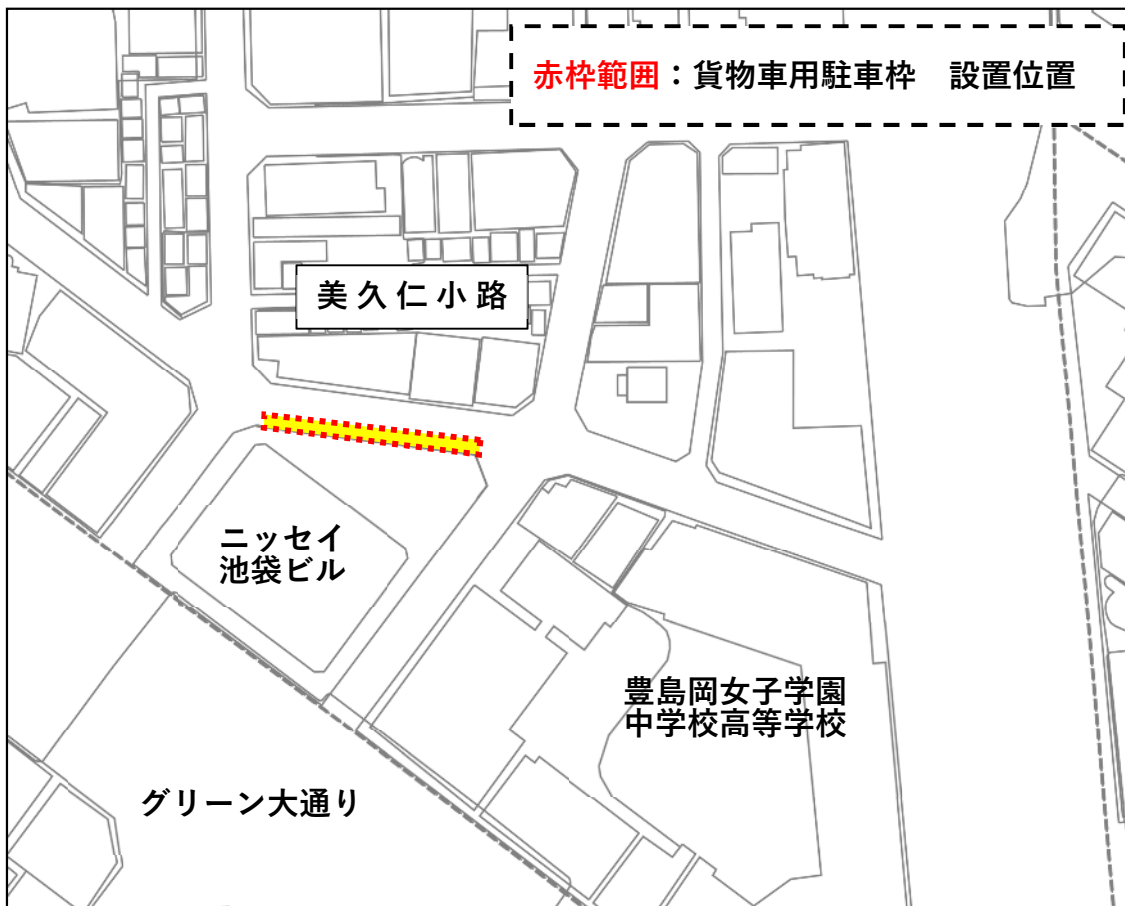 赤枠範囲：貨物車用駐車枠　設置位置
美久仁小路
ニッセイ
池袋ビル
豊島岡女子学園
中学校高等学校
グリーン大通り